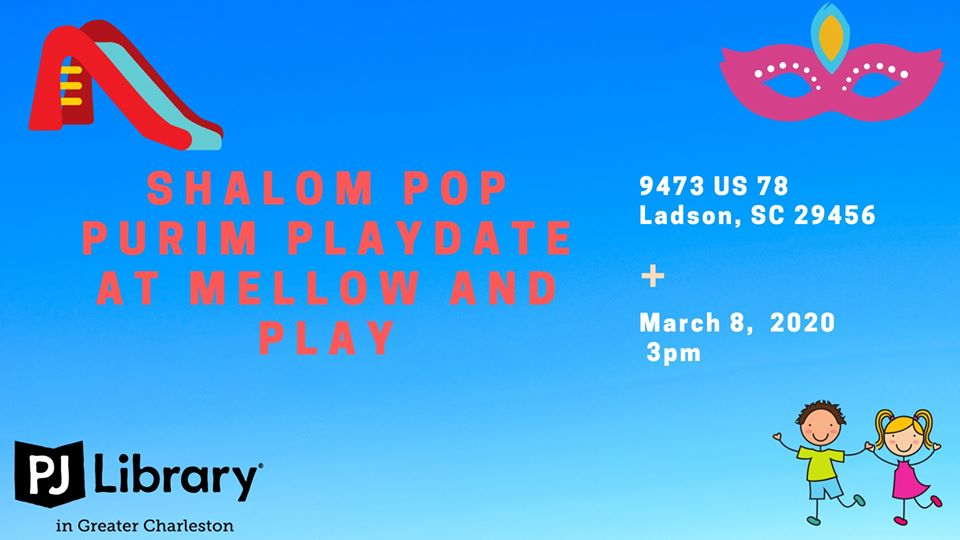 SHALOM POP
PURIM PLAYDATE
AT MELLOW AND
PLAY
9473 US 78
Ladson, SC 29456
+
March 8, 2020
3pm
PJ Library®
in Greater Charleston